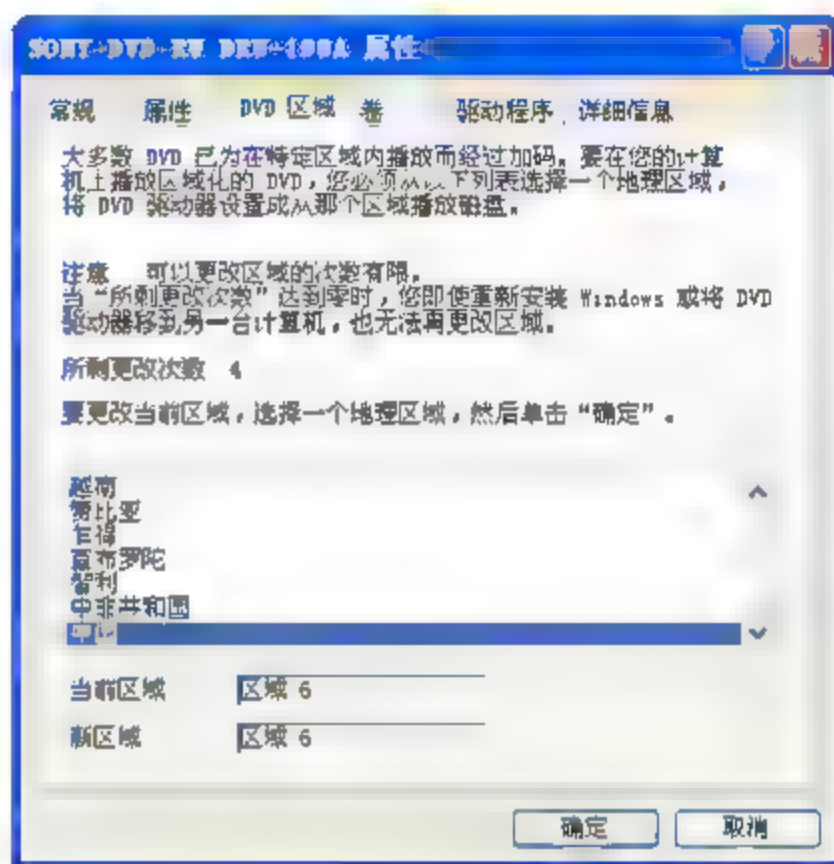 SONY DVD RW 属性
常规 属性 DVD 区域 卷 驱动程序 详细信息
大多数 DVD 已为在特定区域内播放而经过加码。要在您的计算
机上播放区域化的 DVD，您必须从以下列表选择一个地理区域，
将 DVD 驱动器设置成从那个区域播放磁盘。
注意 可以更改区域的次数有限。
当“所剩更改次数”达到零时，您即使重新安装 Windows 或将 DVD
驱动器移到另一台计算机，也无法再更改区域。
所剩更改次数 4
要更改当前区域，选择一个地理区域，然后单击“确定”。
越南
赞比亚
乍得
直布罗陀
智利
中非共和国
当前区域 区域 6
新区域 区域 6
确定 取消